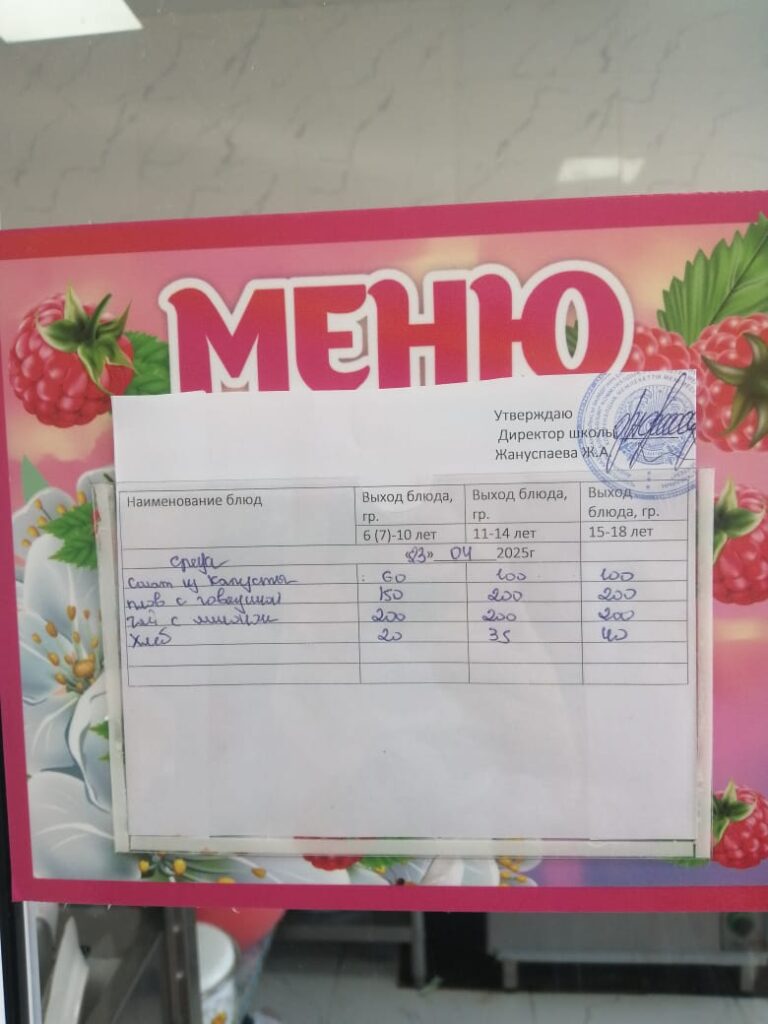 МЕНЮ
Утверждаю
Директор школы
Жануспаева Ж.А
Наименование блюд Выход блюда, гр. Выход блюда, гр. Выход блюда, гр.
6 (7)-10 лет 11-14 лет 15-18 лет
среда «23» 04 2025г
Салат из капусты 60 100 100
плов с говядиной 150 200 200
чай с лимоном 200 200 200
Хлеб 20 35 40